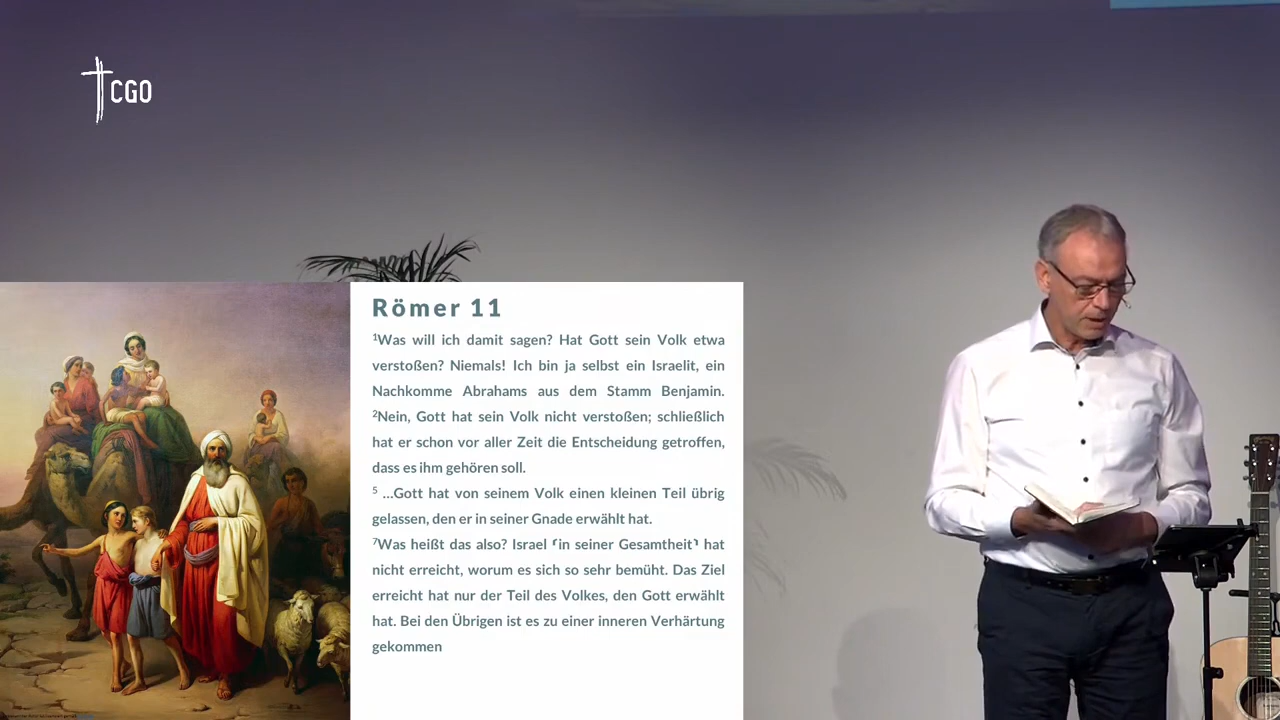 CGO
Römer 11
¹Was will ich damit sagen? Hat Gott sein Volk etwa
verstoßen? Niemals! Ich bin ja selbst ein Israelit, ein
Nachkomme Abrahams aus dem Stamm Benjamin.
²Nein, Gott hat sein Volk nicht verstoßen; schließlich
hat er schon vor aller Zeit die Entscheidung getroffen,
dass es ihm gehören soll.
⁵ ...Gott hat von seinem Volk einen kleinen Teil übrig
gelassen, den er in seiner Gnade erwählt hat.
⁷Was heißt das also? Israel ⸂in seiner Gesamtheit⸃ hat
nicht erreicht, worum es sich so sehr bemüht. Das Ziel
erreicht hat nur der Teil des Volkes, den Gott erwählt
hat. Bei den Übrigen ist es zu einer inneren Verhärtung
gekommen